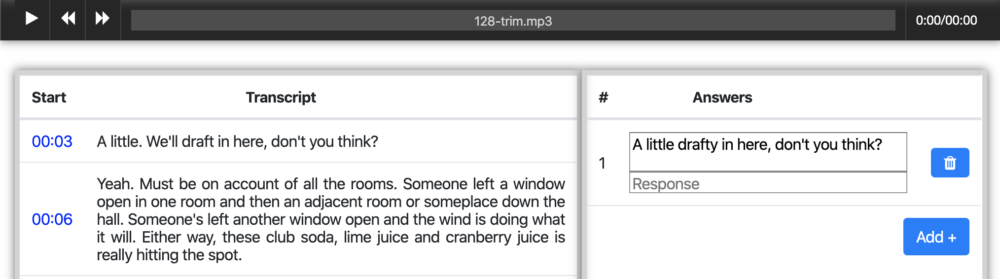 128-trim.mp3
0:00/00:00
Start Transcript
00:03 A little. We'll draft in here, don't you think?
00:06
Yeah. Must be on account of all the rooms. Someone left a window
open in one room and then an adjacent room or someplace down the
hall. Someone's left another window open and the wind is doing what
it will. Either way, these club soda, lime juice and cranberry juice is
really hitting the spot.
# Answers
1
A little drafty in here, don't you think?
Response
Add +